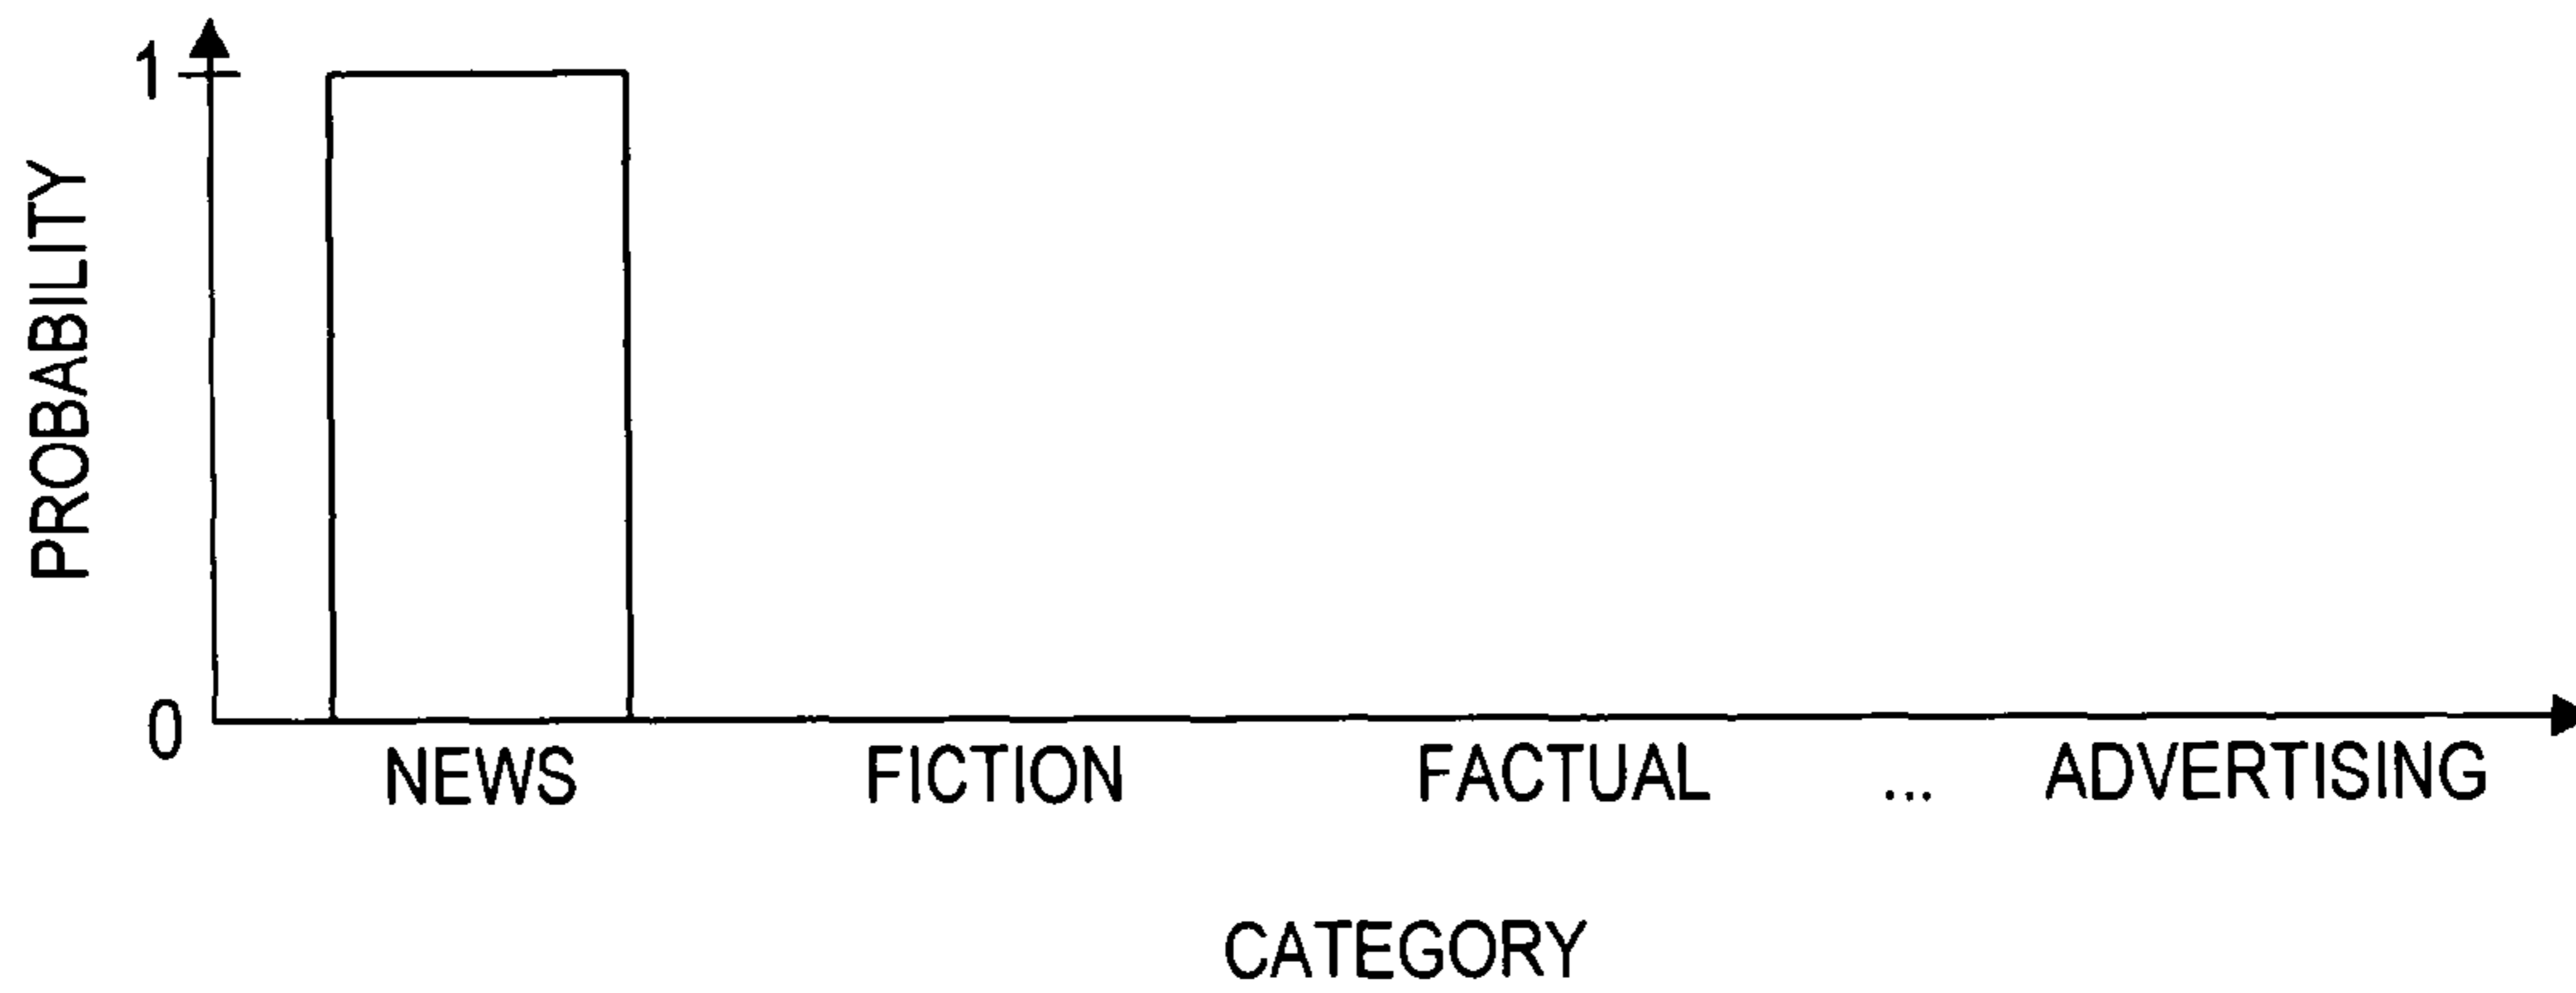 1
PROBABILITY
0
NEWS FICTION FACTUAL ... ADVERTISING
CATEGORY